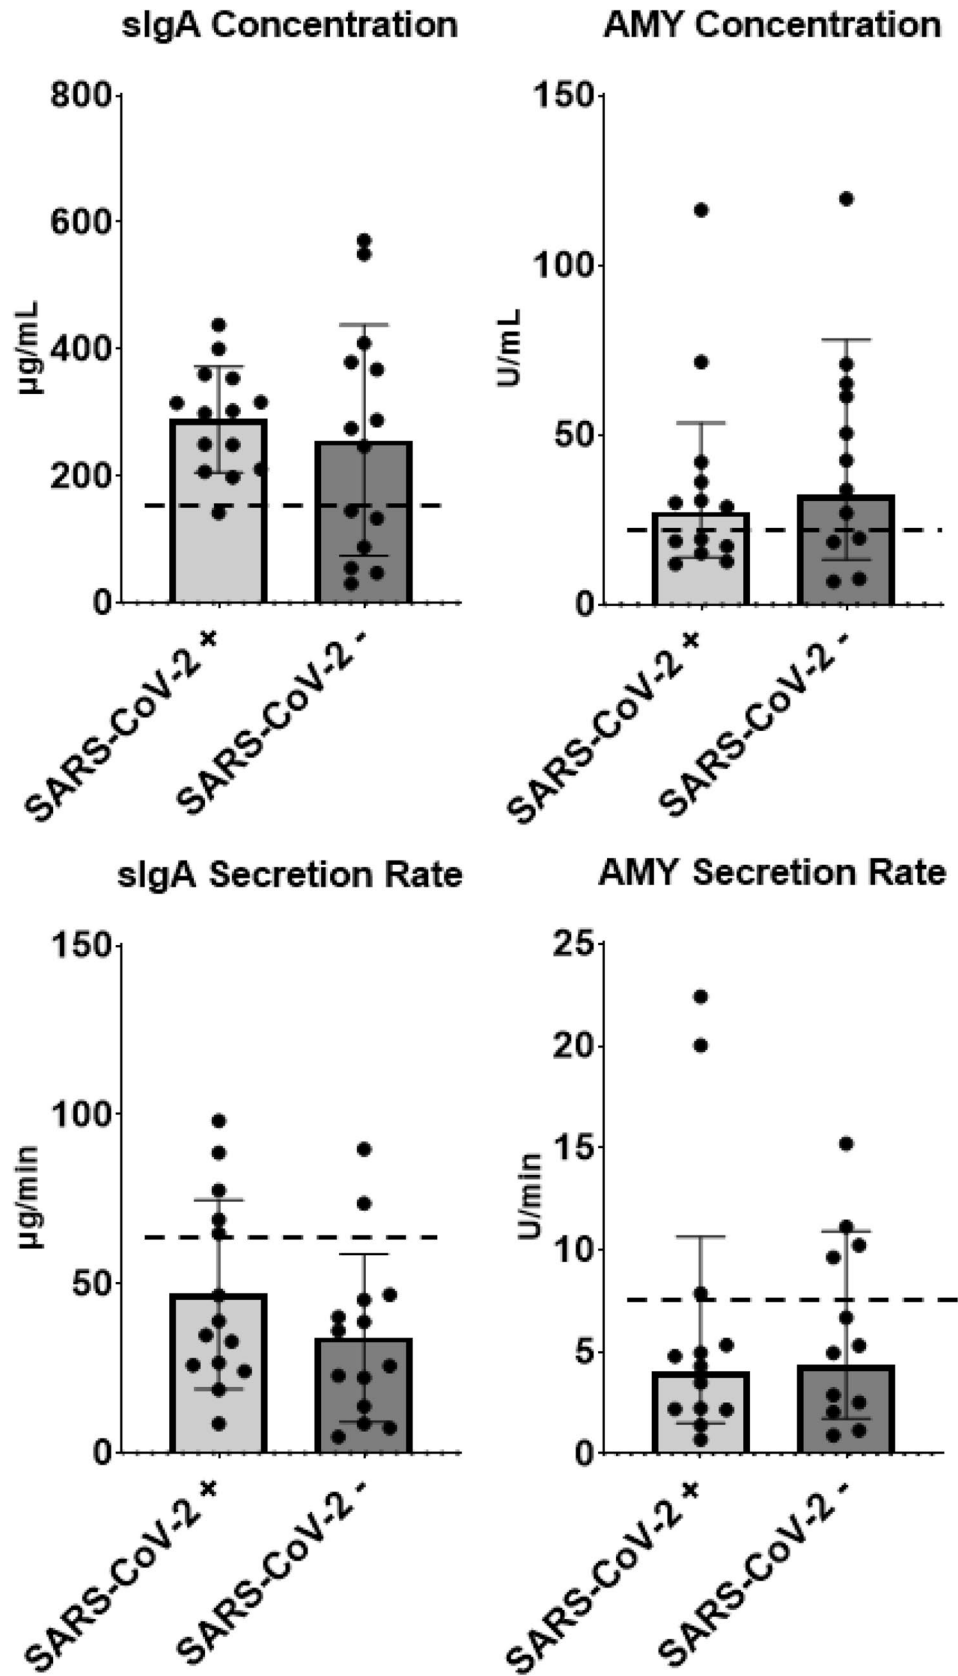 sIgA Concentration
800
600
400
200
0
µg/mL
SARS-CoV-2 +
SARS-CoV-2 -
AMY Concentration
150
100
50
0
U/mL
SARS-CoV-2 +
SARS-CoV-2 -
sIgA Secretion Rate
150
100
50
0
µg/min
SARS-CoV-2 +
SARS-CoV-2 -
AMY Secretion Rate
25
20
15
10
5
0
U/min
SARS-CoV-2 +
SARS-CoV-2 -